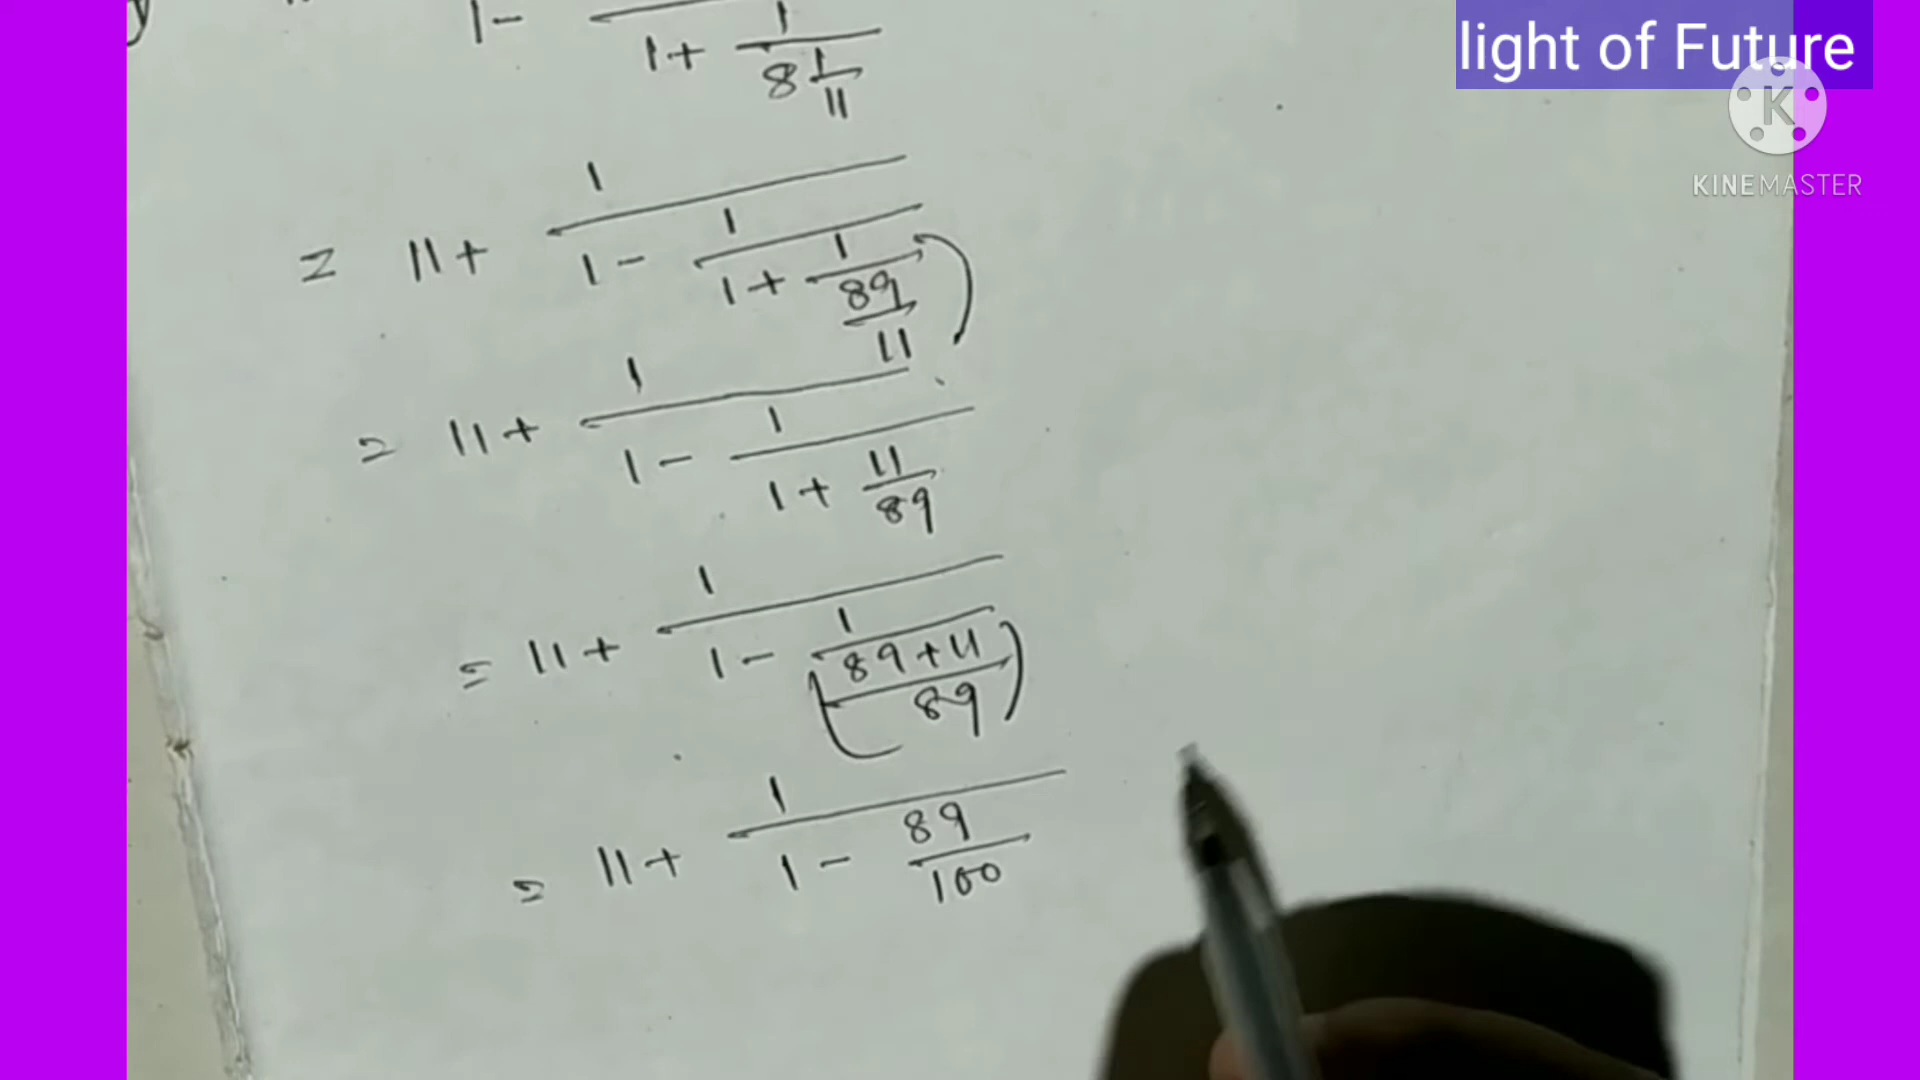 light of Future
K
KINEMASTER
1 - 1/(1 + 1/(8 1/11))
= 11 + 1/(1 - 1/(1 + 1/(89/11)))
= 11 + 1/(1 - 1/(1 + 11/89))
= 11 + 1/(1 - 1/((89+11)/89))
= 11 + 1/(1 - 89/100)